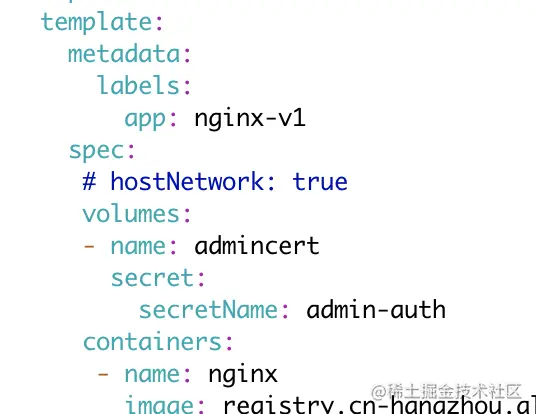 template:
metadata:
labels:
app: nginx-v1
spec:
# hostNetwork: true
volumes:
- name: admincert
secret:
secretName: admin-auth
containers:
- name: nginx
image: registry.cn-hangzhou.al
@稀土掘金技术社区